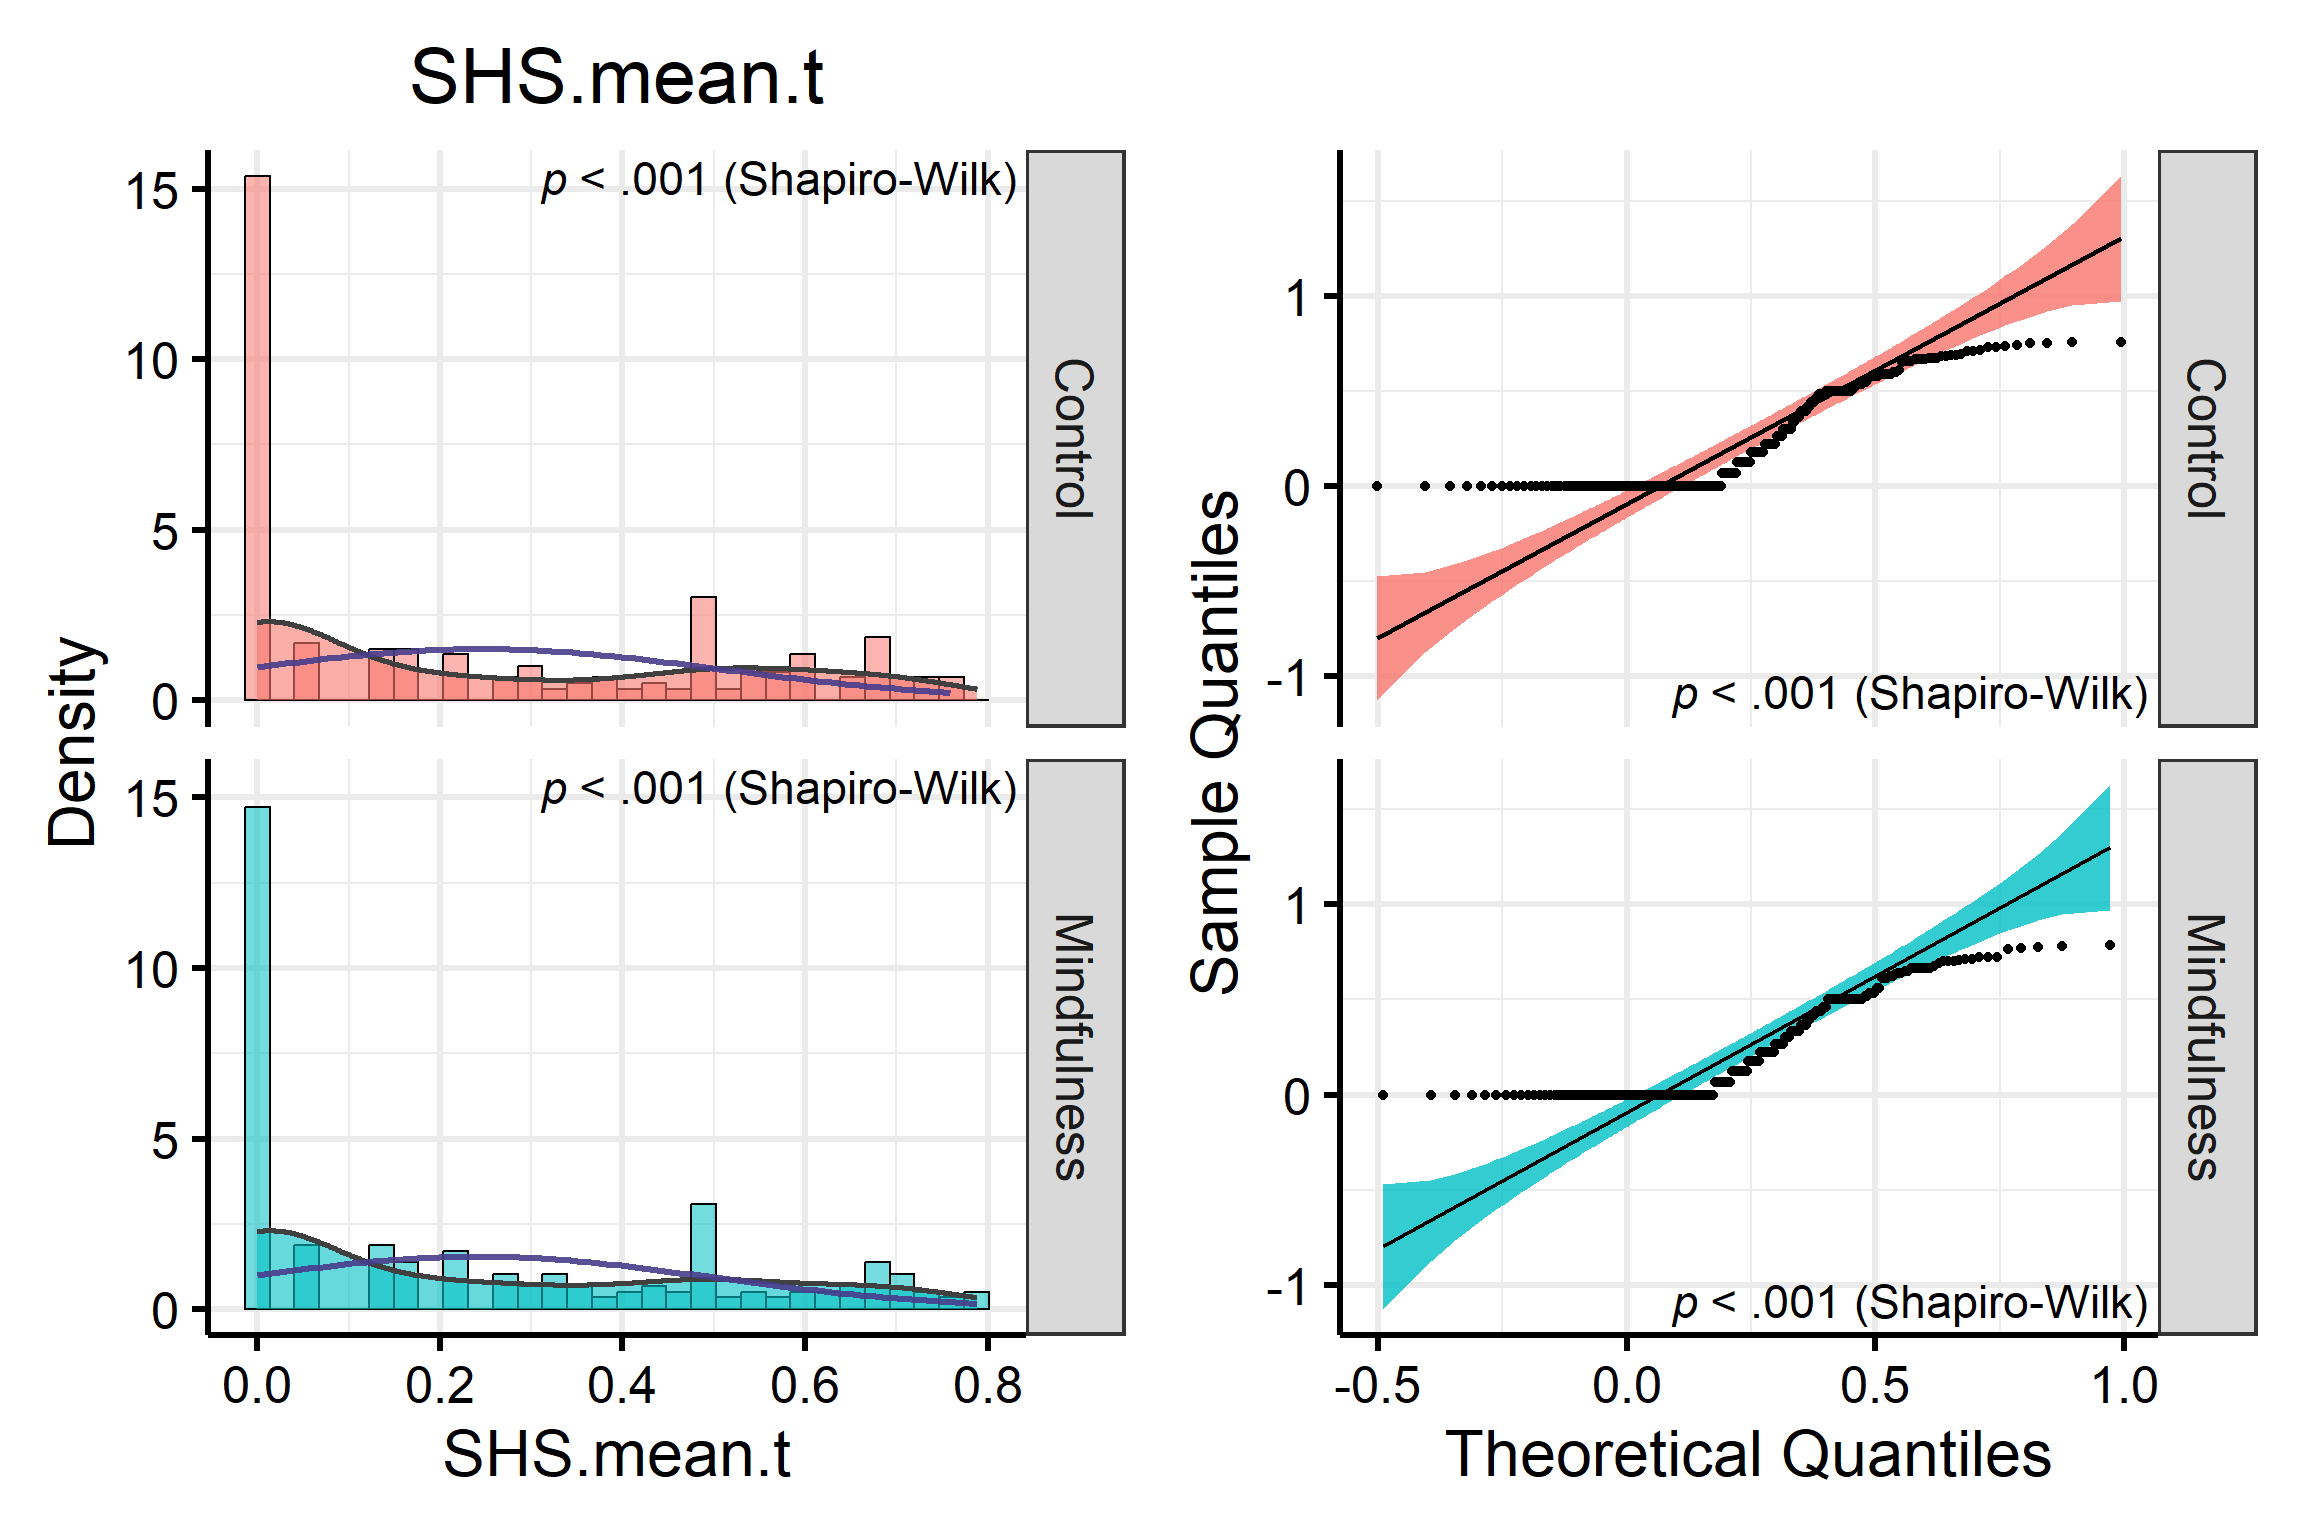 SHS.mean.t
Density
15
10
5
0
p < .001 (Shapiro-Wilk)
Control
15
10
5
0
p < .001 (Shapiro-Wilk)
Mindfulness
0.0 0.2 0.4 0.6 0.8
SHS.mean.t
Sample Quantiles
1
0
-1
p < .001 (Shapiro-Wilk)
Control
1
0
-1
p < .001 (Shapiro-Wilk)
Mindfulness
-0.5 0.0 0.5 1.0
Theoretical Quantiles